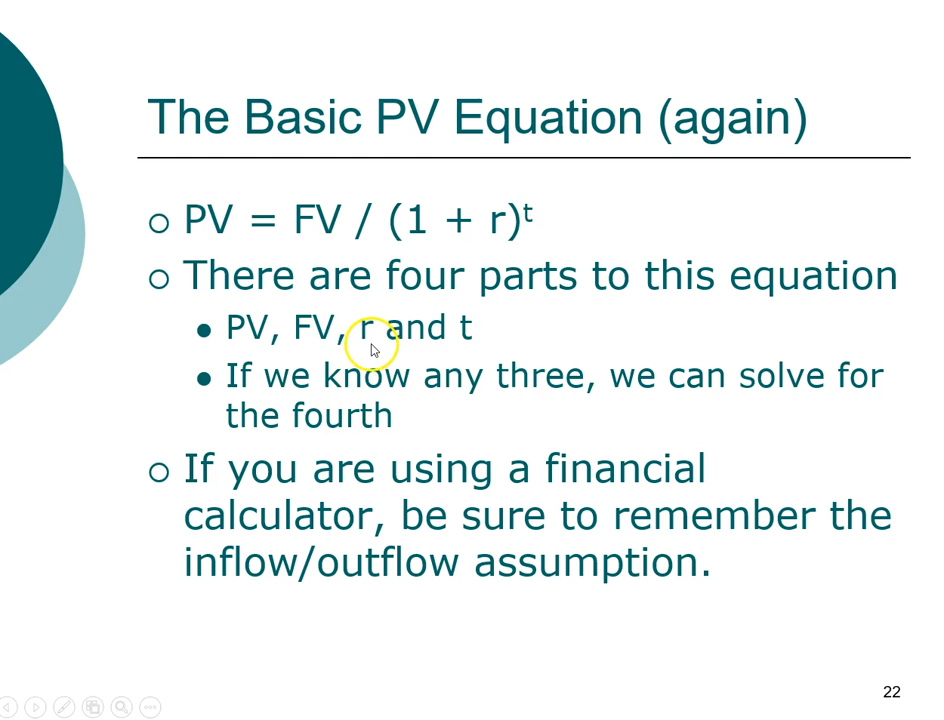 The Basic PV Equation (again)
PV = FV / (1 + r)ᵗ
There are four parts to this equation
PV, FV, r and t
If we know any three, we can solve for
the fourth
If you are using a financial
calculator, be sure to remember the
inflow/outflow assumption.
22